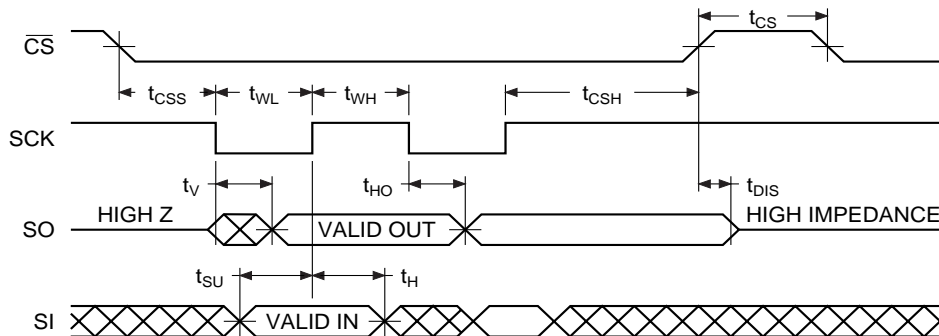 t_CS
C̅S̅
t_CSS t_WL t_WH t_CSH
SCK
t_V t_HO t_DIS
HIGH Z VALID OUT HIGH IMPEDANCE
SO
t_SU t_H
SI VALID IN